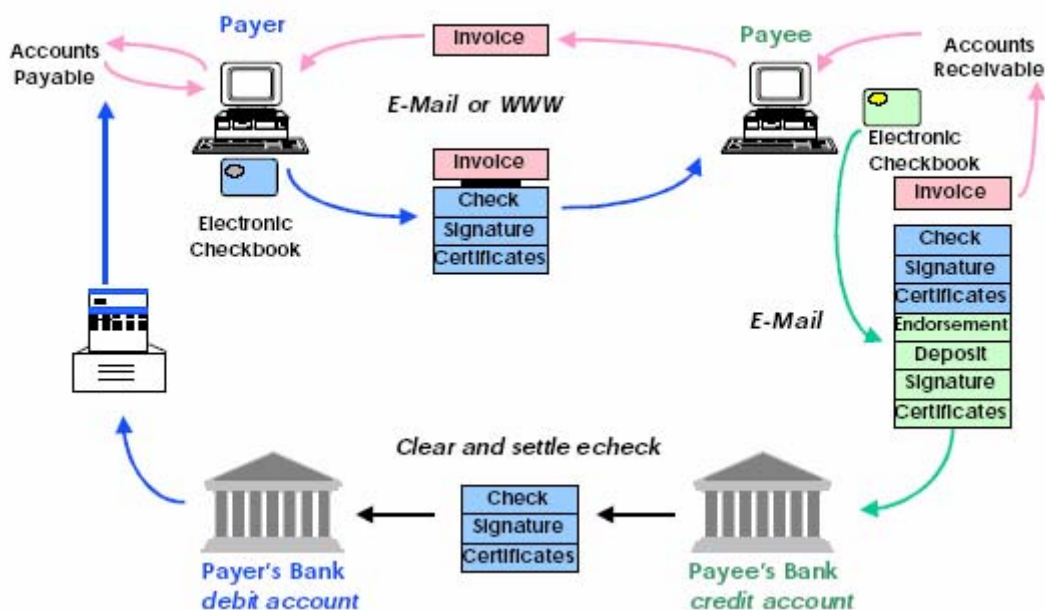 Payer
Invoice
Payee
Accounts
Payable
Accounts
Receivable
E-Mail or WWW
Electronic
Checkbook
Invoice
Check
Signature
Certificates
Electronic
Checkbook
Invoice
Check
Signature
Certificates
Endorsement
Deposit
Signature
Certificates
E-Mail
Clear and settle echeck
Check
Signature
Certificates
Payer's Bank
debit account
Payee's Bank
credit account